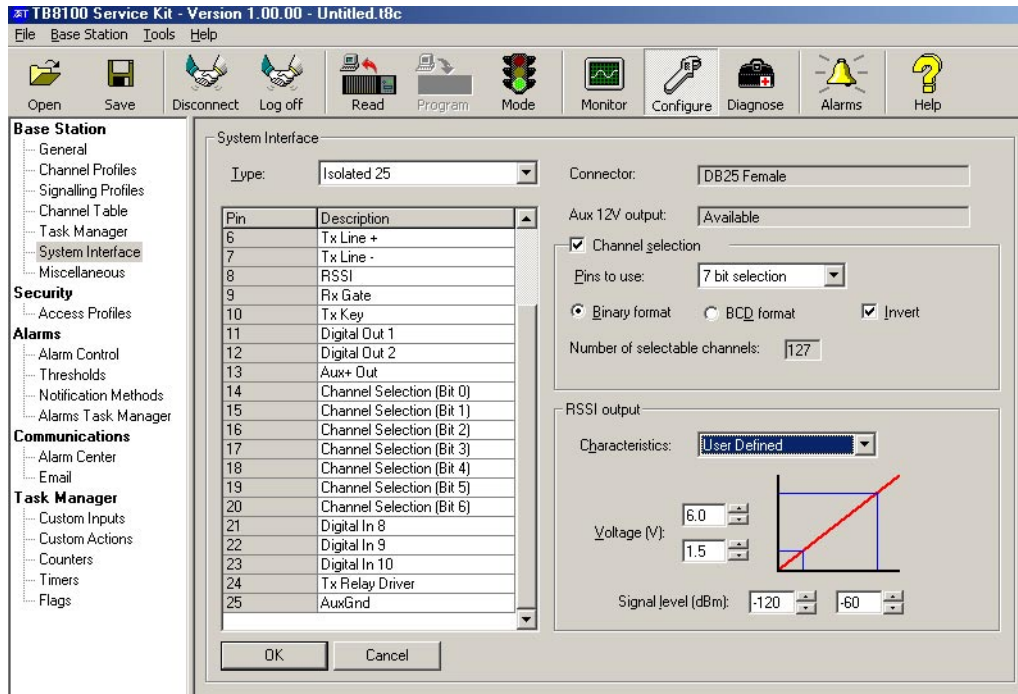 TB8100 Service Kit - Version 1.00.00 - Untitled.t8c
File Base Station Tools Help
Open Save Disconnect Log off Read Program Mode Monitor Configure Diagnose Alarms Help
Base Station
General
Channel Profiles
Signalling Profiles
Channel Table
Task Manager
System Interface
Miscellaneous
Security
Access Profiles
Alarms
Alarm Control
Thresholds
Notification Methods
Alarms Task Manager
Communications
Alarm Center
Email
Task Manager
Custom Inputs
Custom Actions
Counters
Timers
Flags
System Interface
Type: Isolated 25
Pin Description
6 Tx Line +
7 Tx Line -
8 RSSI
9 Rx Gate
10 Tx Key
11 Digital Out 1
12 Digital Out 2
13 Aux+ Out
14 Channel Selection (Bit 0)
15 Channel Selection (Bit 1)
16 Channel Selection (Bit 2)
17 Channel Selection (Bit 3)
18 Channel Selection (Bit 4)
19 Channel Selection (Bit 5)
20 Channel Selection (Bit 6)
21 Digital In 8
22 Digital In 9
23 Digital In 10
24 Tx Relay Driver
25 AuxGnd
OK Cancel
Connector: DB25 Female
Aux 12V output: Available
Channel selection
Pins to use: 7 bit selection
Binary format BCD format Invert
Number of selectable channels: 127
RSSI output
Characteristics: User Defined
Voltage (V):
6.0
1.5
Signal level (dBm): -120 -60